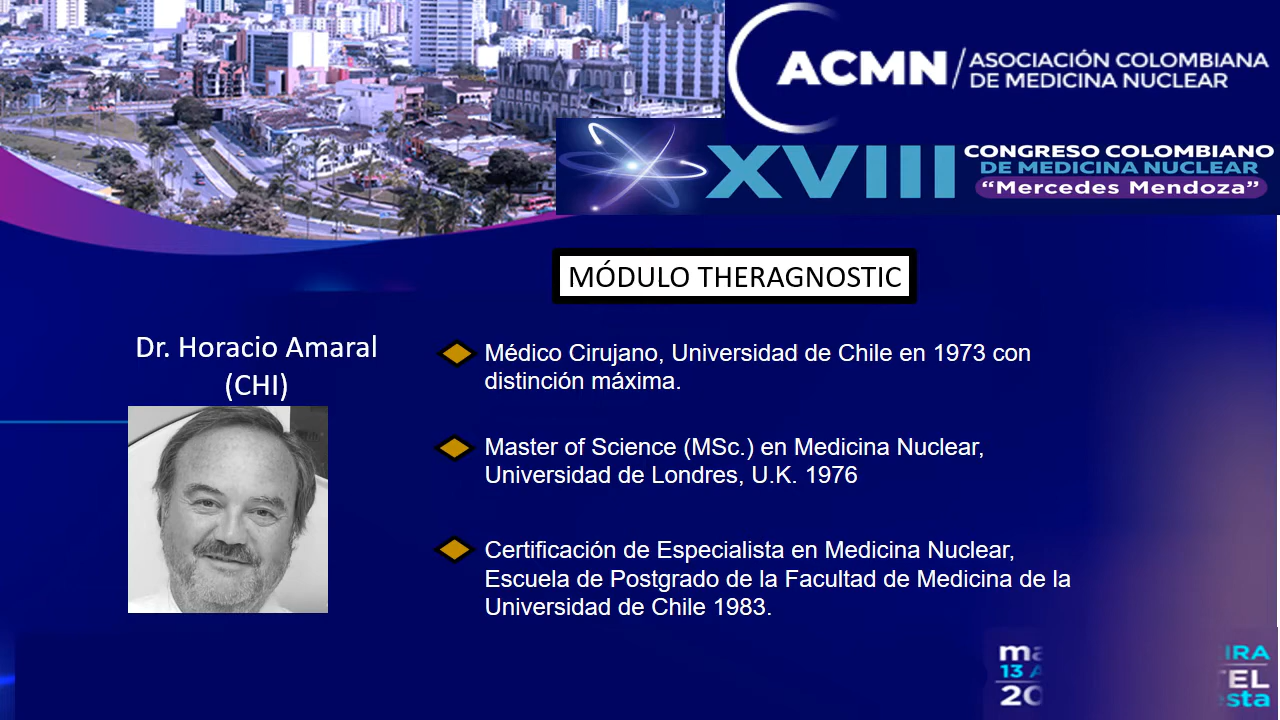 ACMN / ASOCIACIÓN COLOMBIANA
DE MEDICINA NUCLEAR
XVIII CONGRESO COLOMBIANO
DE MEDICINA NUCLEAR
“Mercedes Mendoza”
MÓDULO THERAGNOSTIC
Dr. Horacio Amaral
(CHI)
Médico Cirujano, Universidad de Chile en 1973 con
distinción máxima.
Master of Science (MSc.) en Medicina Nuclear,
Universidad de Londres, U.K. 1976
Certificación de Especialista en Medicina Nuclear,
Escuela de Postgrado de la Facultad de Medicina de la
Universidad de Chile 1983.
13